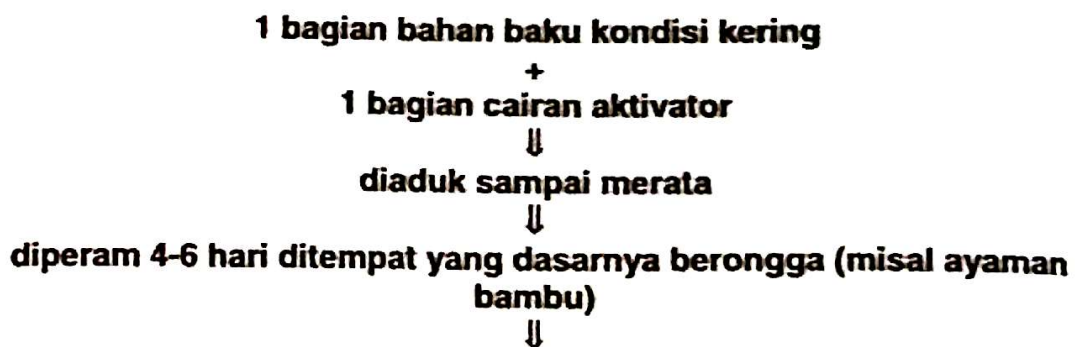 1 bagian bahan baku kondisi kering
+
1 bagian cairan aktivator
⇓
diaduk sampai merata
⇓
diperam 4-6 hari ditempat yang dasarnya berongga (misal ayaman
bambu)
⇓